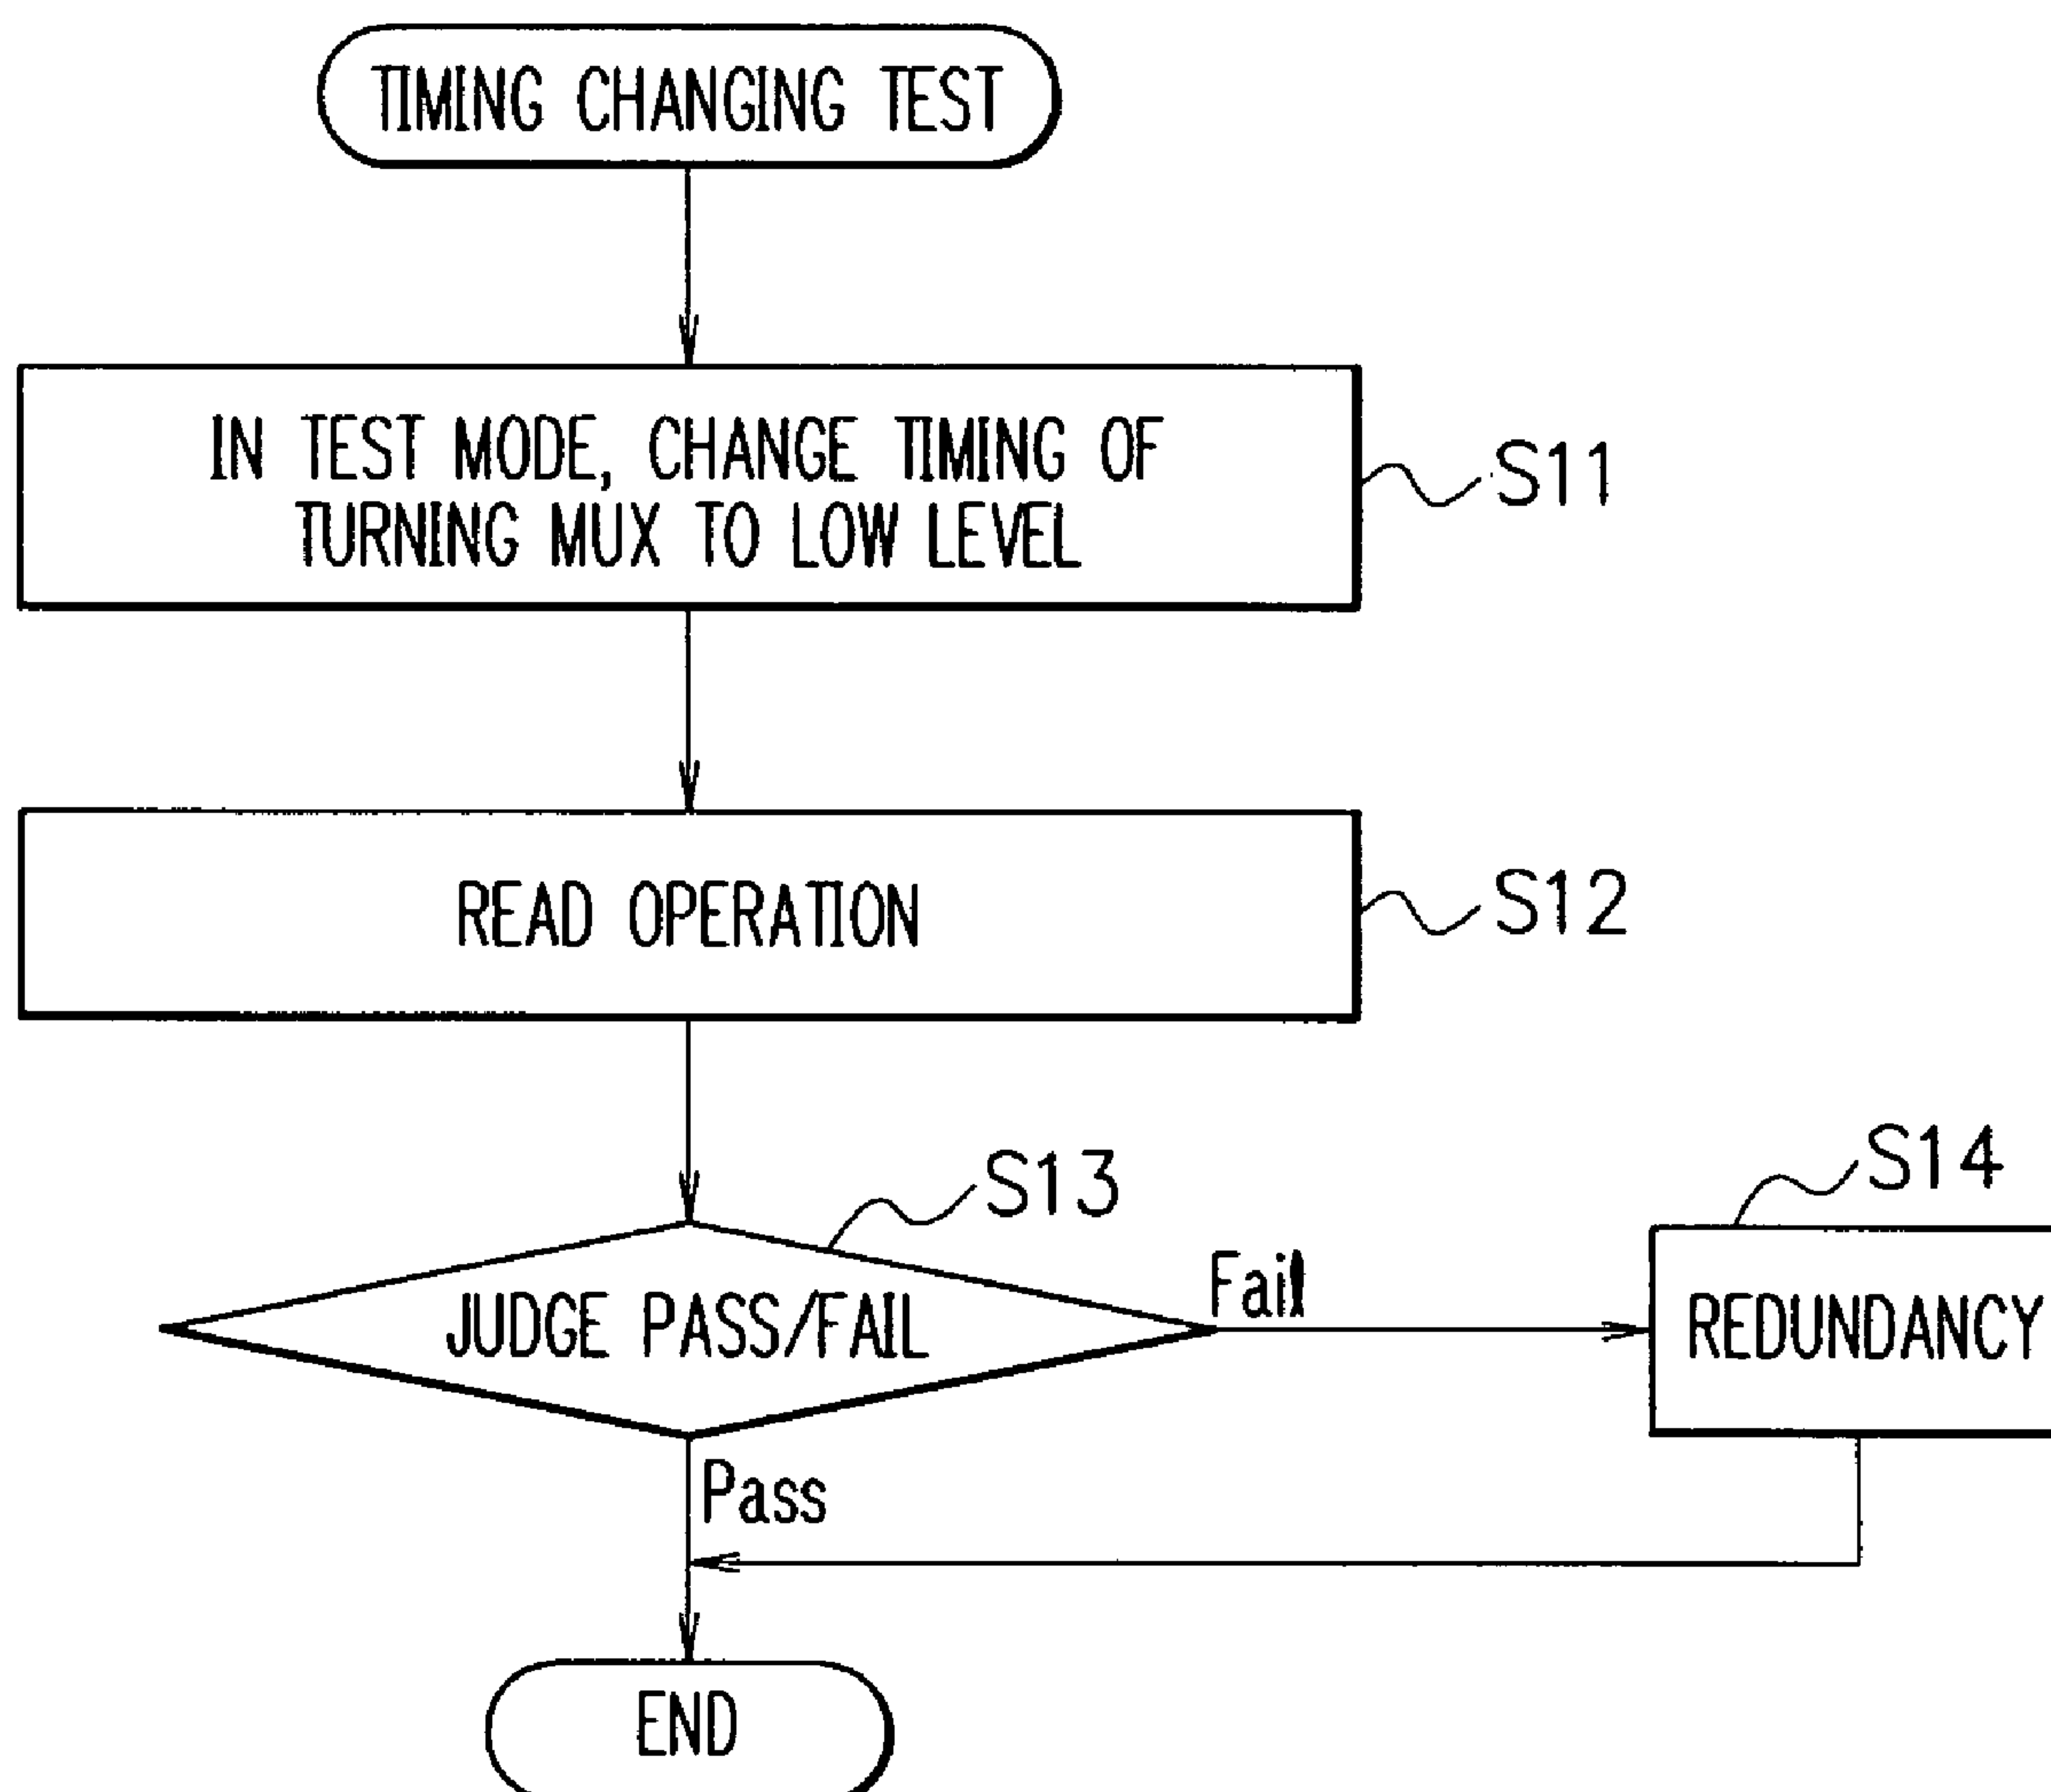 TIMING CHANGING TEST
IN TEST MODE, CHANGE TIMING OF
TURNING MUX TO LOW LEVEL
S11
READ OPERATION
S12
S13
S14
JUDGE PASS/FAIL
Fail
REDUNDANCY
Pass
END